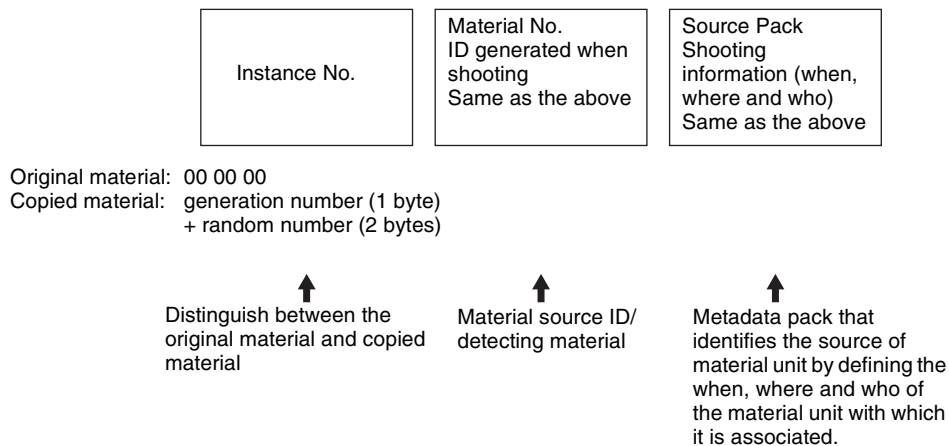 Instance No.
Material No.
ID generated when
shooting
Same as the above
Source Pack
Shooting
information (when,
where and who)
Same as the above
Original material: 00 00 00
Copied material: generation number (1 byte)
+ random number (2 bytes)
Distinguish between the
original material and copied
material
Material source ID/
detecting material
Metadata pack that
identifies the source of
material unit by defining the
when, where and who of
the material unit with which
it is associated.